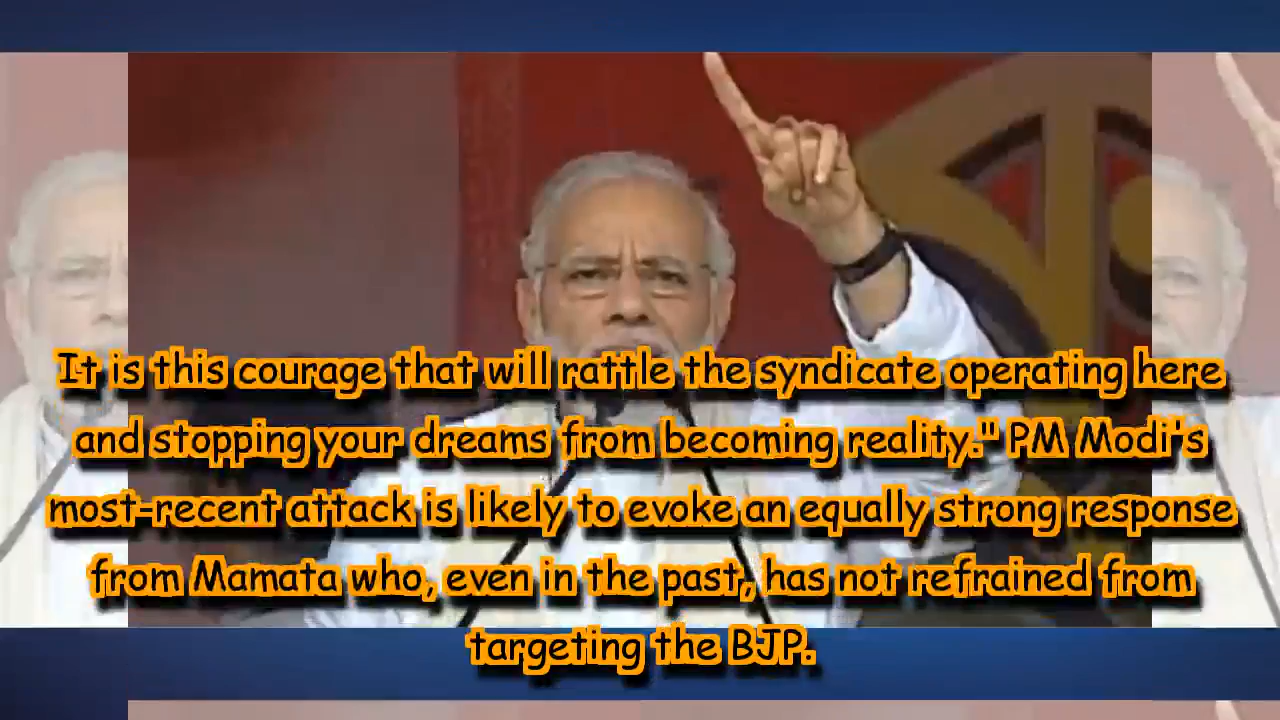 It is this courage that will rattle the syndicate operating here
and stopping your dreams from becoming reality." PM Modi's
most-recent attack is likely to evoke an equally strong response
from Mamata who, even in the past, has not refrained from
targeting the BJP.